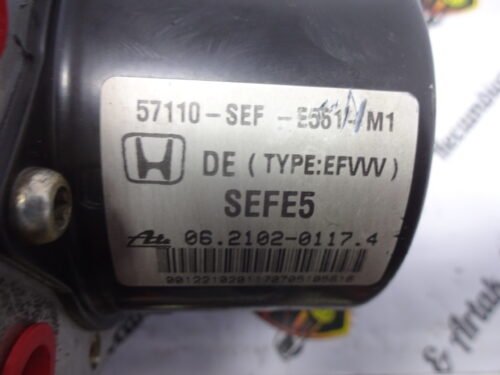 57110-SEF-E561-M1
DE (TYPE:EFVVV)
SEFE5
Ate 06.2102-0117.4